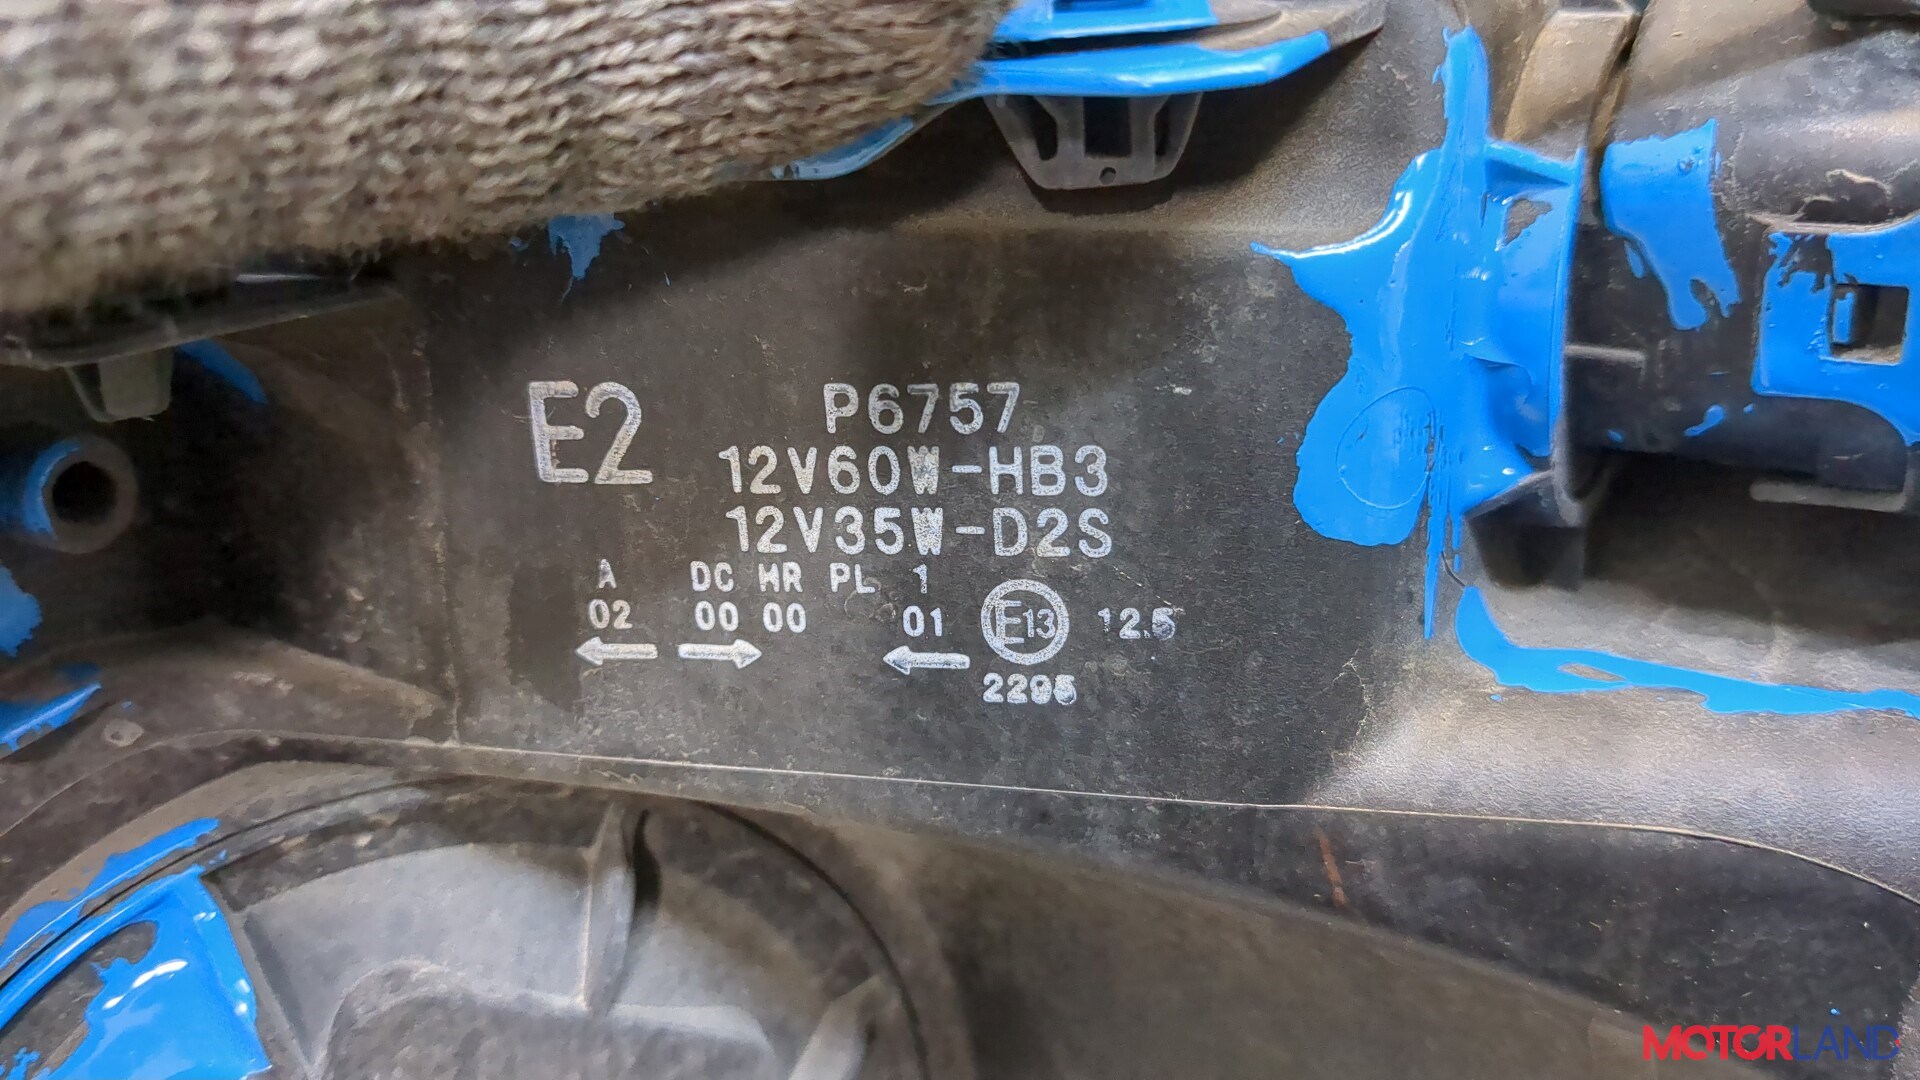 E2
P6757
12V60W-HB3
12V35W-D2S
A DC HR PL 1
02 00 00 01 E13 12.5
← → ←
2295
MOTORLAND